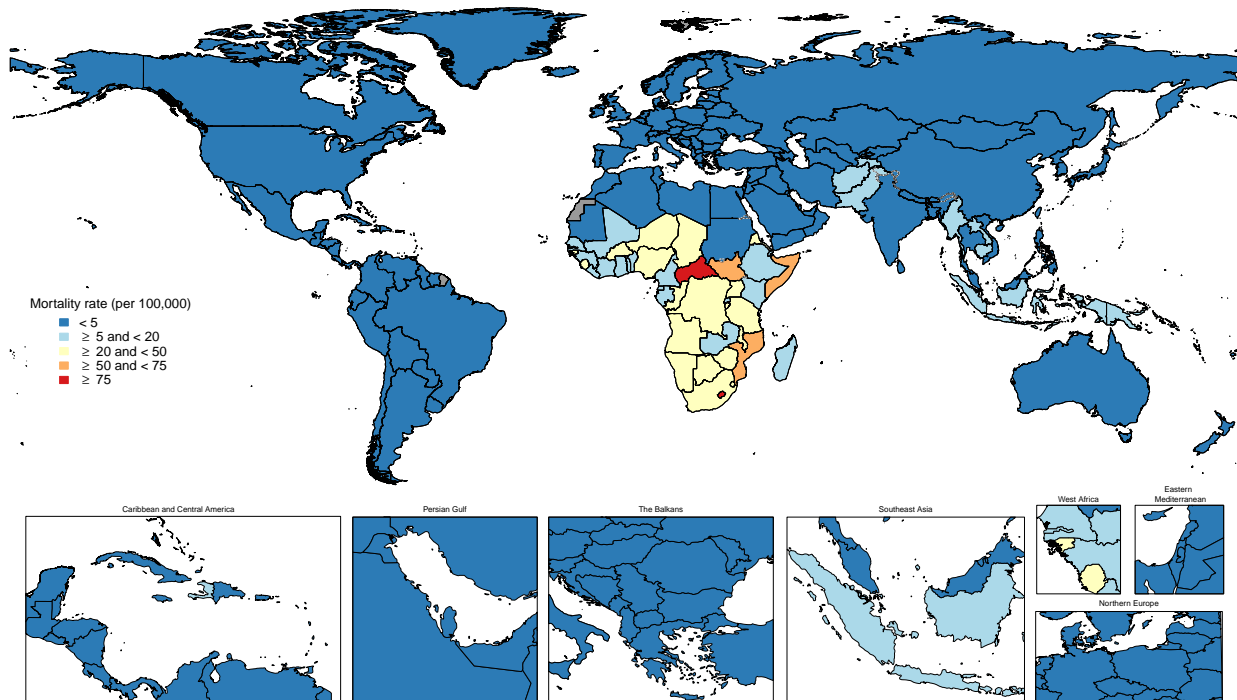 Mortality rate (per 100,000)
< 5
≥ 5 and < 20
≥ 20 and < 50
≥ 50 and < 75
≥ 75
Caribbean and Central America
Persian Gulf
The Balkans
Southeast Asia
West Africa
Eastern
Mediterranean
Northern Europe